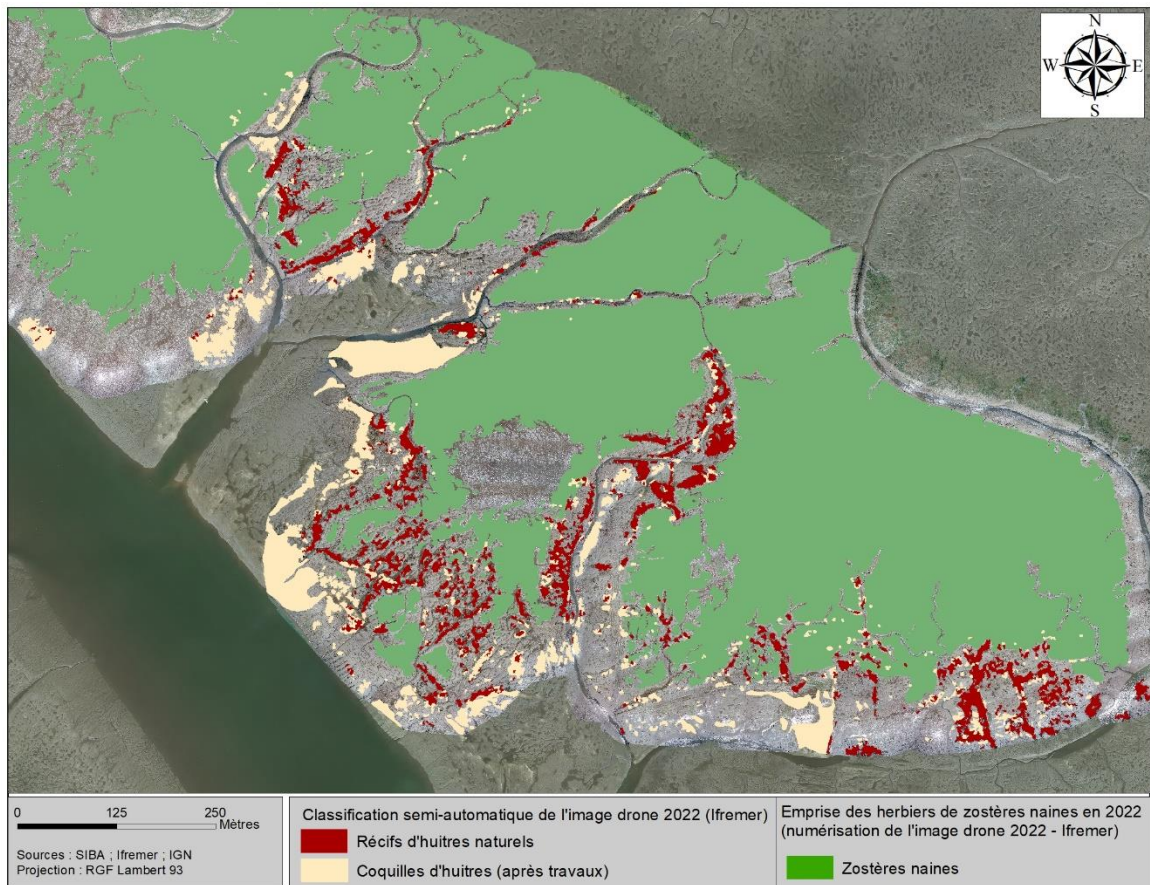 N
W E
S
0 125 250
Mètres
Sources : SIBA ; Ifremer ; IGN
Projection : RGF Lambert 93
Classification semi-automatique de l'image drone 2022 (Ifremer)
Récifs d'huitres naturels
Coquilles d'huitres (après travaux)
Emprise des herbiers de zostères naines en 2022
(numérisation de l'image drone 2022 - Ifremer)
Zostères naines